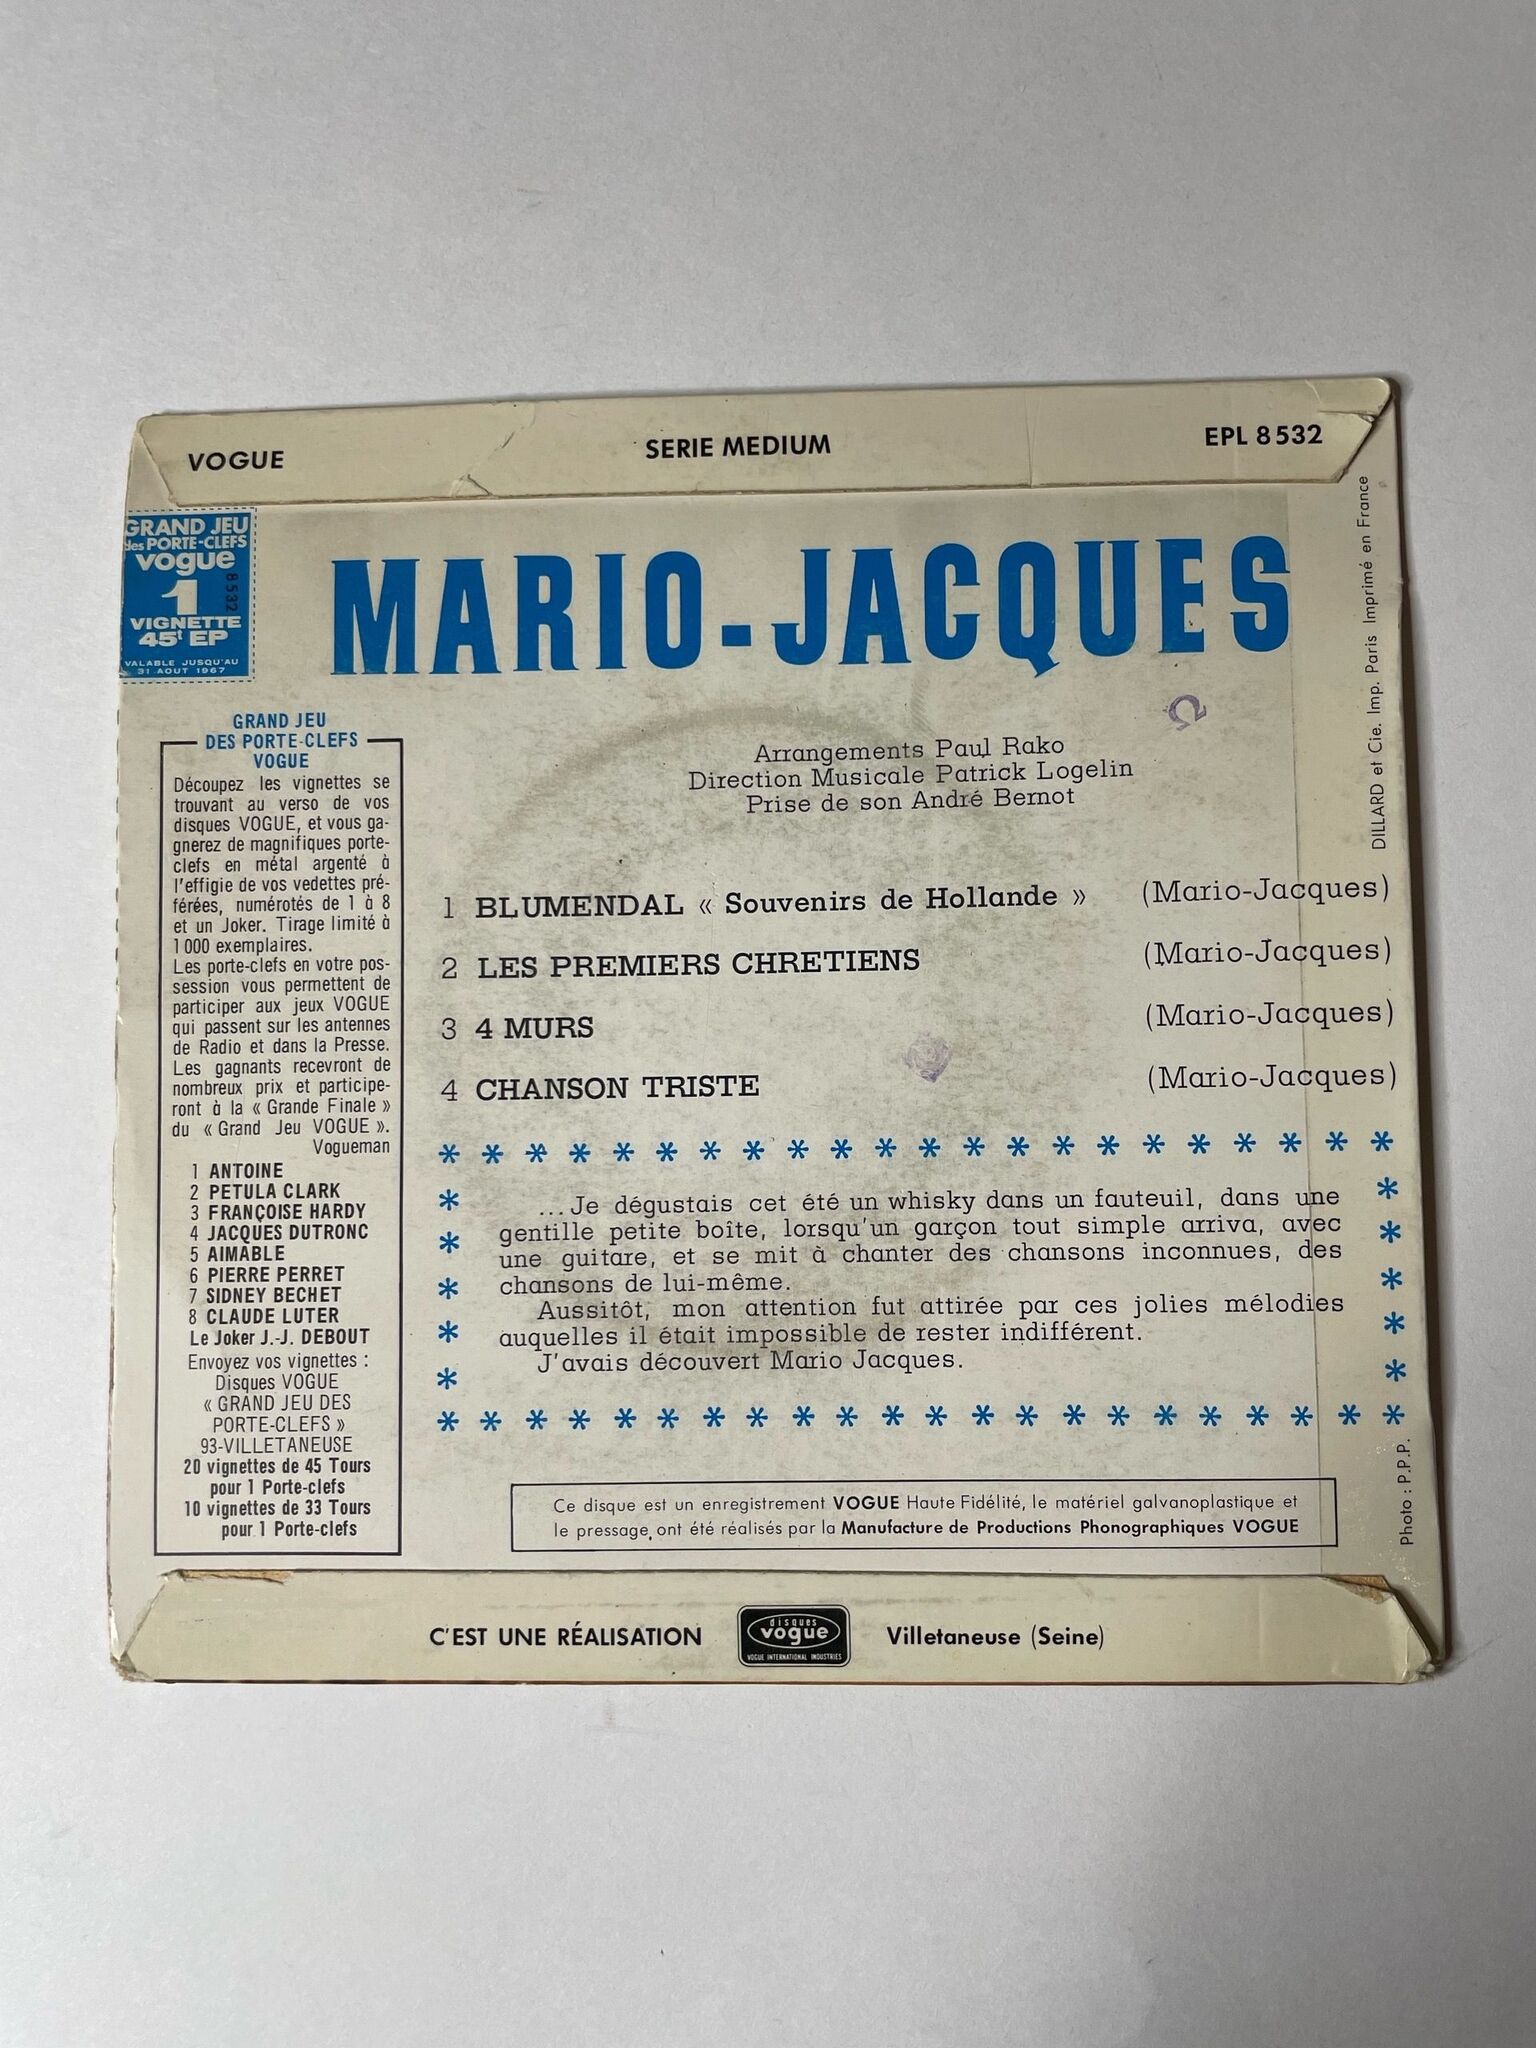 VOGUE
SERIE MEDIUM
EPL 8532
GRAND JEU
des PORTE-CLEFS
vogue
1
8532
VIGNETTE
45t EP
VALABLE JUSQU'AU
31 AOUT 1967
MARIO-JACQUES
Arrangements Paul Rako
Direction Musicale Patrick Logelin
Prise de son André Bernot
1 BLUMENDAL « Souvenirs de Hollande » (Mario-Jacques)
2 LES PREMIERS CHRETIENS (Mario-Jacques)
3 4 MURS (Mario-Jacques)
4 CHANSON TRISTE (Mario-Jacques)
* * * * * * * * * * * * * * * * * * * * * *
...Je dégustais cet été un whisky dans un fauteuil, dans une
gentille petite boîte, lorsqu'un garçon tout simple arriva, avec
une guitare, et se mit à chanter des chansons inconnues, des
chansons de lui-même.
Aussitôt, mon attention fut attirée par ces jolies mélodies
auquelles il était impossible de rester indifférent.
J'avais découvert Mario Jacques.
* * * * * * * * * * * * * * * * * * * * * *
GRAND JEU
DES PORTE-CLEFS
VOGUE
Découpez les vignettes se
trouvant au verso de vos
disques VOGUE, et vous ga-
gnerez de magnifiques porte-
clefs en métal argenté à
l'effigie de vos vedettes pré-
férées, numérotés de 1 à 8
et un Joker. Tirage limité à
1 000 exemplaires.
Les porte-clefs en votre pos-
session vous permettent de
participer aux jeux VOGUE
qui passent sur les antennes
de Radio et dans la Presse.
Les gagnants recevront de
nombreux prix et participe-
ront à la « Grande Finale »
du « Grand Jeu VOGUE ».
Vogueman
1 ANTOINE
2 PETULA CLARK
3 FRANÇOISE HARDY
4 JACQUES DUTRONC
5 AIMABLE
6 PIERRE PERRET
7 SIDNEY BECHET
8 CLAUDE LUTER
Le Joker J.-J. DEBOUT
Envoyez vos vignettes :
Disques VOGUE
« GRAND JEU DES
PORTE-CLEFS »
93-VILLETANEUSE
20 vignettes de 45 Tours
pour 1 Porte-clefs
10 vignettes de 33 Tours
pour 1 Porte-clefs
Ce disque est un enregistrement VOGUE Haute Fidélité, le matériel galvanoplastique et
le pressage, ont été réalisés par la Manufacture de Productions Phonographiques VOGUE
DILLARD et Cie. Imp. Paris Imprimé en France
Photo : P.P.P.
C'EST UNE RÉALISATION
disques
vogue
VOGUE INTERNATIONAL INDUSTRIES
Villetaneuse (Seine)